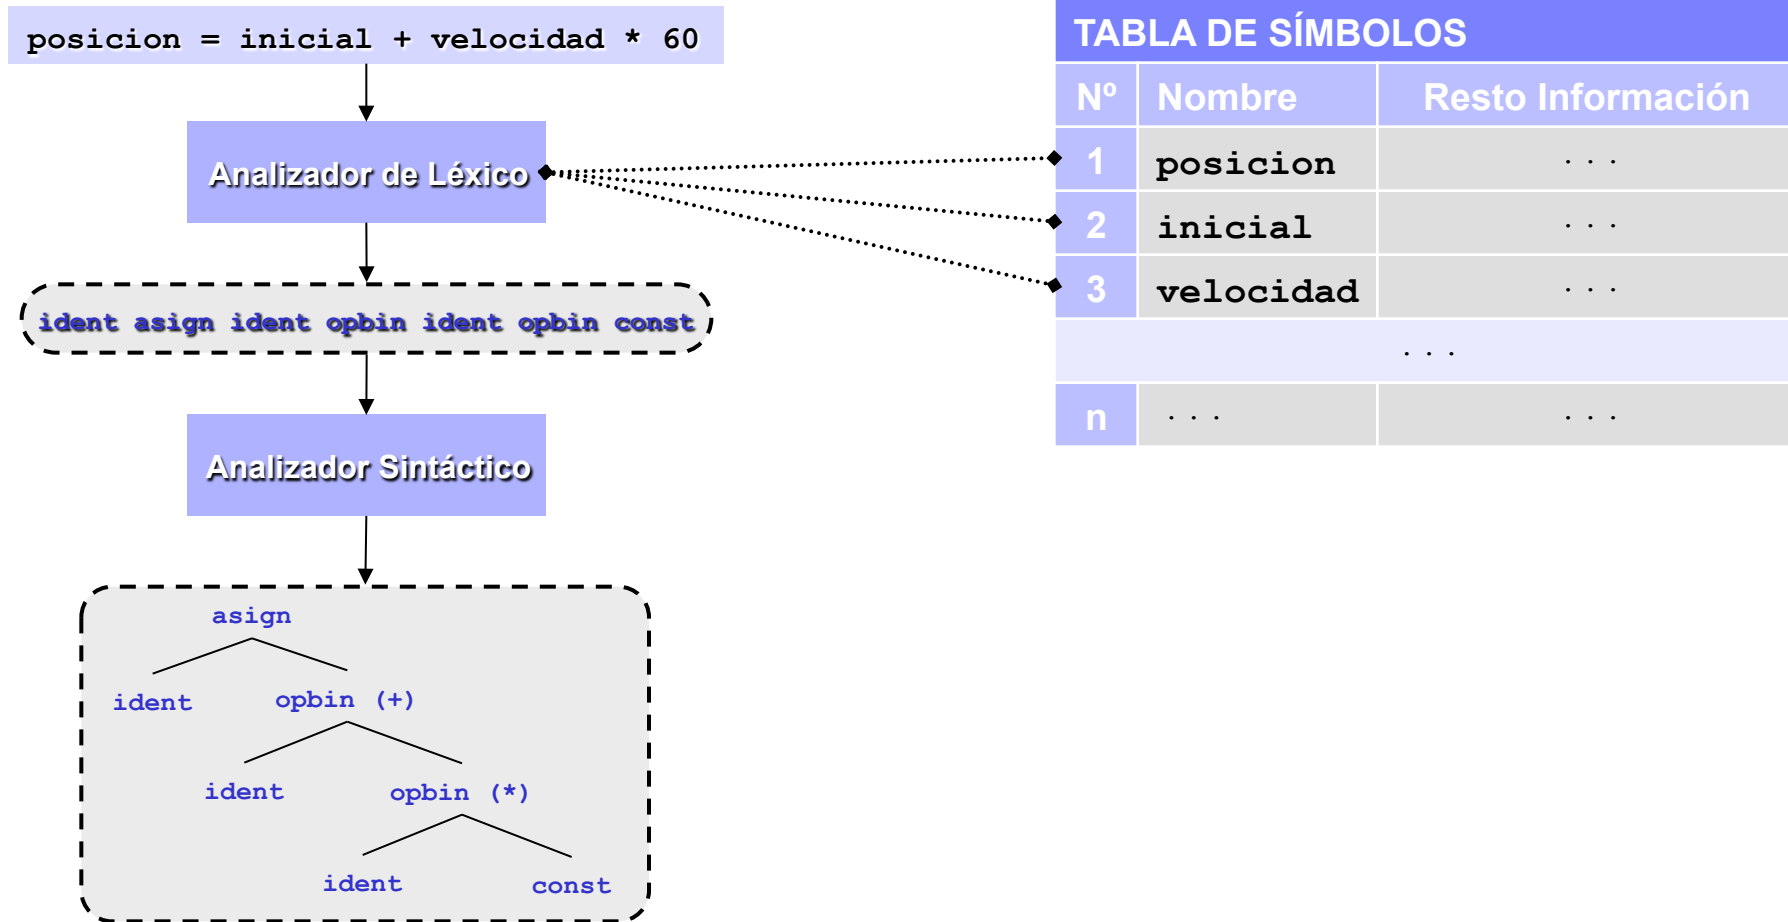 posicion = inicial + velocidad * 60
Analizador de Léxico
ident asign ident opbin ident opbin const
Analizador Sintáctico
asign
ident opbin (+)
ident opbin (*)
ident const
TABLA DE SÍMBOLOS
Nº Nombre Resto Información
1 posicion . . .
2 inicial . . .
3 velocidad . . .
. . .
n . . . . . .